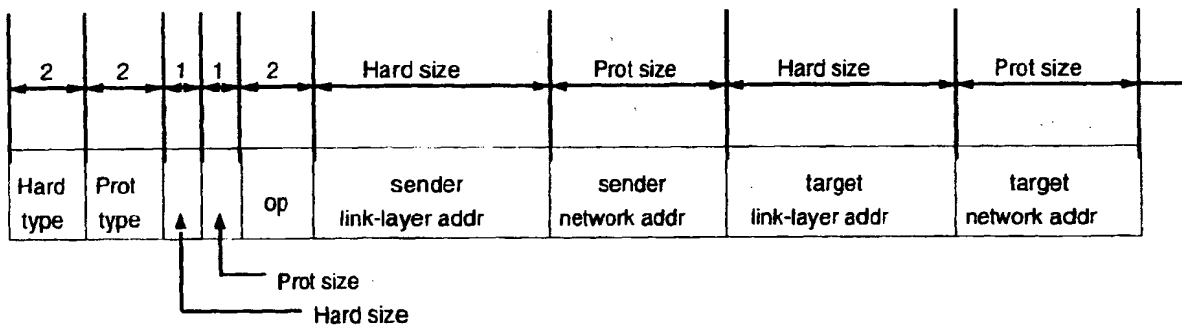 2 2 1 1 2 Hard size Prot size Hard size Prot size
Hard type
Prot type
op
sender link-layer addr
sender network addr
target link-layer addr
target network addr
Prot size
Hard size